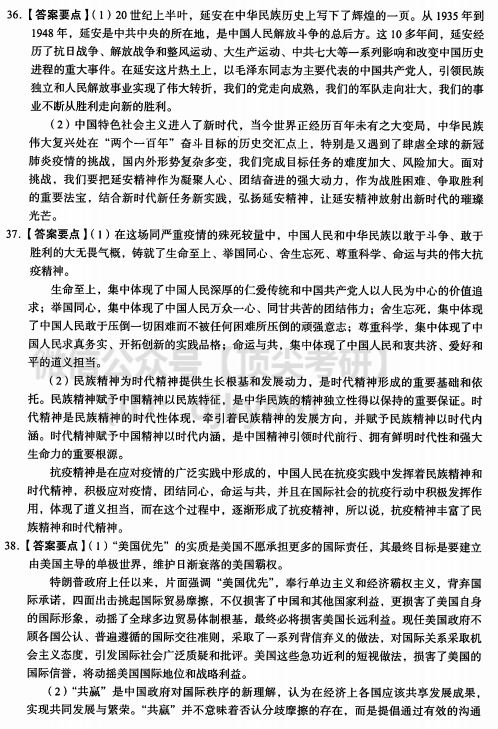 36.【答案要点】(1) 20 世纪上半叶，延安在中华民族历史上写下了辉煌的一页。从 1935 年到
1948 年，延安是中共中央的所在地，是中国人民解放斗争的总后方。这 10 多年间，延安经
历了抗日战争、解放战争和整风运动、大生产运动、中共七大等一系列影响和改变中国历史
进程的重大事件。在延安这片热土上，以毛泽东同志为主要代表的中国共产党人，引领民族
独立和人民解放事业实现了伟大转折，我们的党走向成熟，我们的军队走向壮大，我们的事
业不断从胜利走向新的胜利。
(2) 中国特色社会主义进入了新时代，当今世界正经历百年未有之大变局，中华民族
伟大复兴处在“两个一百年”奋斗目标的历史交汇点上，特别是又遇到了肆虐全球的新冠
肺炎疫情的挑战，国内外形势复杂多变，我们完成目标任务的难度加大、风险加大。面对
挑战，我们要把延安精神作为凝聚人心、团结奋进的强大动力，作为战胜困难、争取胜利
的重要法宝，结合新时代新任务新实践，弘扬延安精神，让延安精神放射出新时代的璀璨
光芒。
37.【答案要点】(1) 在这场同严重疫情的殊死较量中，中国人民和中华民族以敢于斗争、敢于
胜利的大无畏气概，铸就了生命至上、举国同心、舍生忘死、尊重科学、命运与共的伟大抗
疫精神。
生命至上，集中体现了中国人民深厚的仁爱传统和中国共产党人以人民为中心的价值追
求；举国同心，集中体现了中国人民万众一心、同甘共苦的团结伟力；舍生忘死，集中体现
了中国人民敢于压倒一切困难而不被任何困难所压倒的顽强意志；尊重科学，集中体现了中
国人民求真务实、开拓创新的实践品格；命运与共，集中体现了中国人民和衷共济、爱好和
平的道义担当。
(2) 民族精神为时代精神提供生长根基和发展动力，是时代精神形成的重要基础和依
托。民族精神赋予中国精神以民族特征，是中华民族的精神独立性得以保持的重要保证。时
代精神是民族精神的时代性体现，牵引着民族精神的发展方向，并赋予民族精神以时代内
涵。时代精神赋予中国精神以时代内涵，是中国精神引领时代前行、拥有鲜明时代性和强大
生命力的重要根源。
抗疫精神是在应对疫情的广泛实践中形成的，中国人民在抗疫实践中发挥着民族精神和
时代精神，积极应对疫情，团结同心，命运与共，并且在国际社会的抗疫行动中积极发挥作
用，体现了道义担当，而在这个过程中，逐渐形成了抗疫精神，所以说，抗疫精神丰富了民
族精神和时代精神。
38.【答案要点】(1)“美国优先”的实质是美国不愿承担更多的国际责任，其最终目标是要建立
由美国主导的单极世界，维护日渐衰落的美国霸权。
特朗普政府上任以来，片面强调“美国优先”，奉行单边主义和经济霸权主义，背弃国
际承诺，四面出击挑起国际贸易摩擦，不仅损害了中国和其他国家利益，更损害了美国自身
的国际形象，动摇了全球多边贸易体制根基，最终必将损害美国长远利益。现任美国政府不
顾各国公认、普遍遵循的国际交往准则，采取了一系列背信弃义的做法，对国际关系采取机
会主义态度，引发国际社会广泛质疑和批评。美国这些急功近利的短视做法，损害了美国的
国际信誉，将动摇美国国际地位和战略利益。
(2)“共赢”是中国政府对国际秩序的新理解，认为在经济上各国应该共享发展成果，
实现共同发展与繁荣。“共赢”并不意味着否认分歧摩擦的存在，而是提倡通过有效的沟通